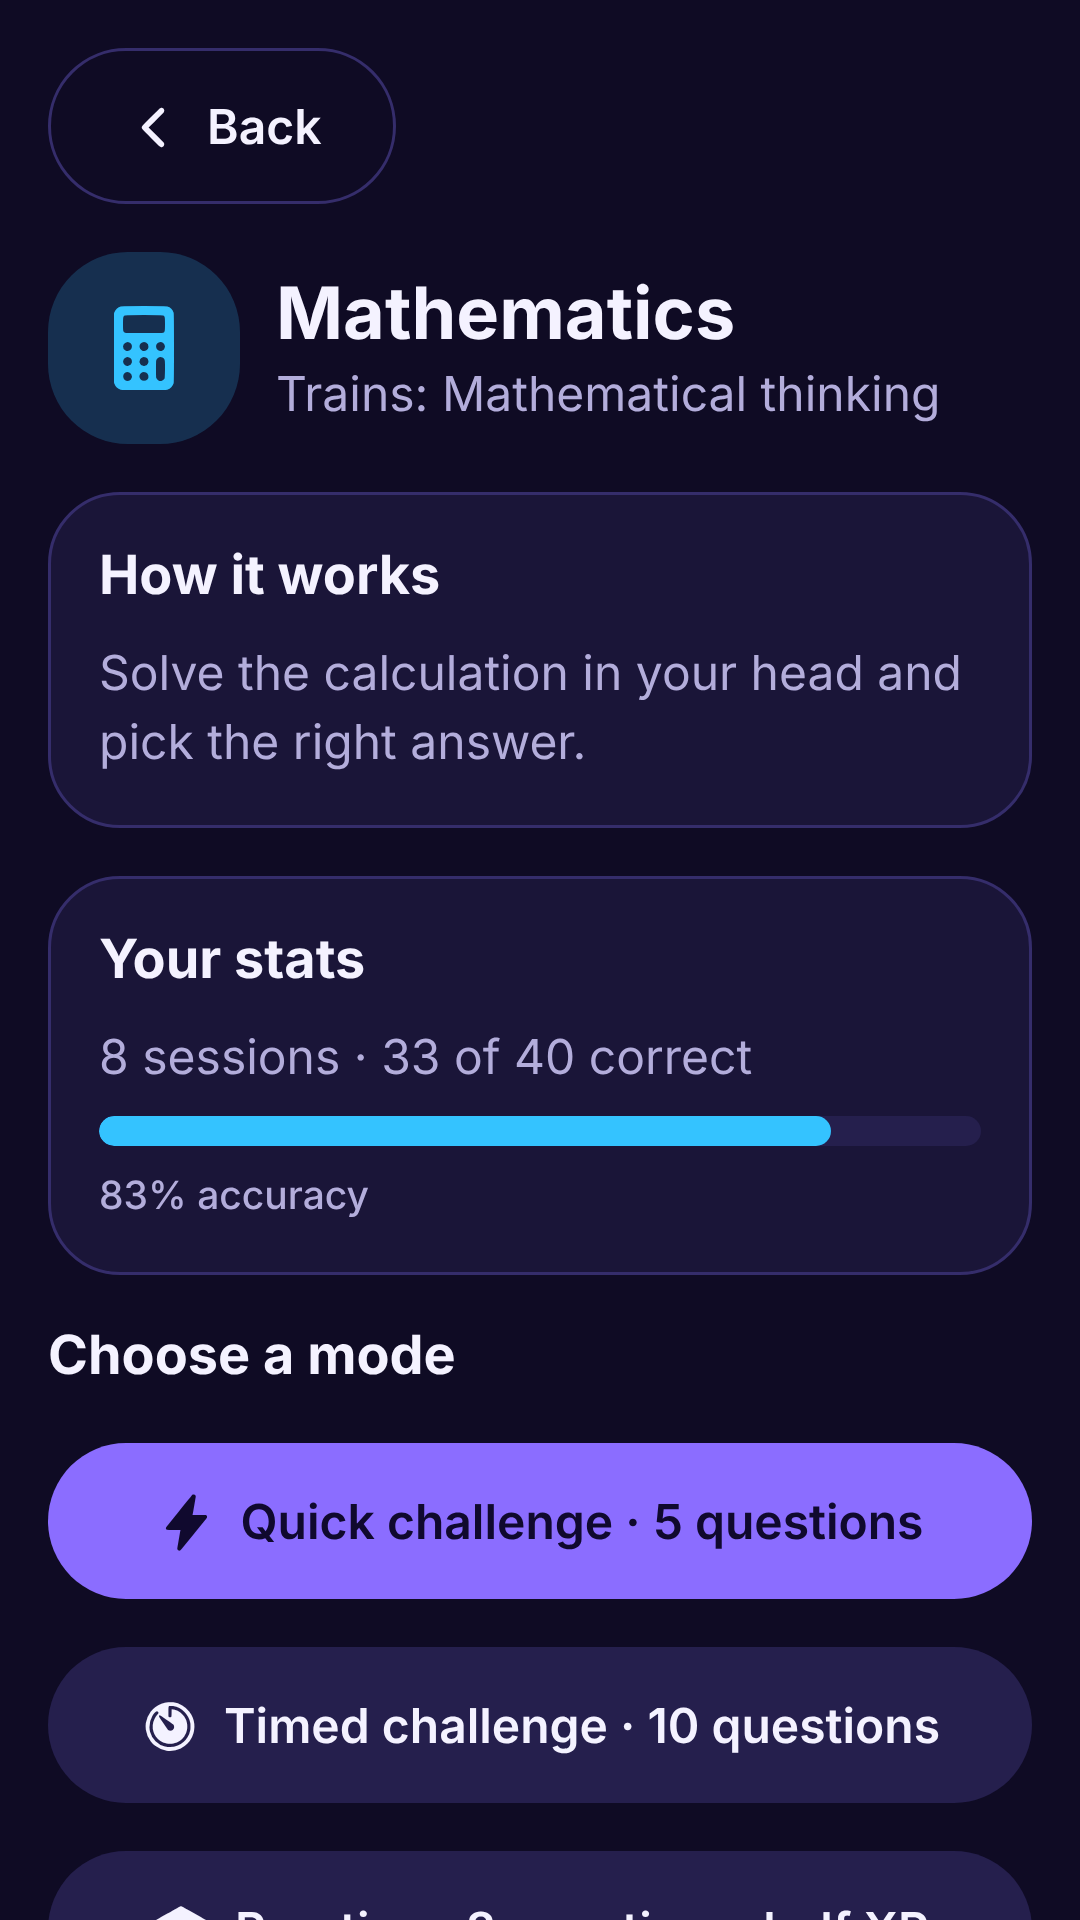 Back
Mathematics
Trains: Mathematical thinking
How it works
Solve the calculation in your head and
pick the right answer.
Your stats
8 sessions · 33 of 40 correct
83% accuracy
Choose a mode
Quick challenge · 5 questions
Timed challenge · 10 questions